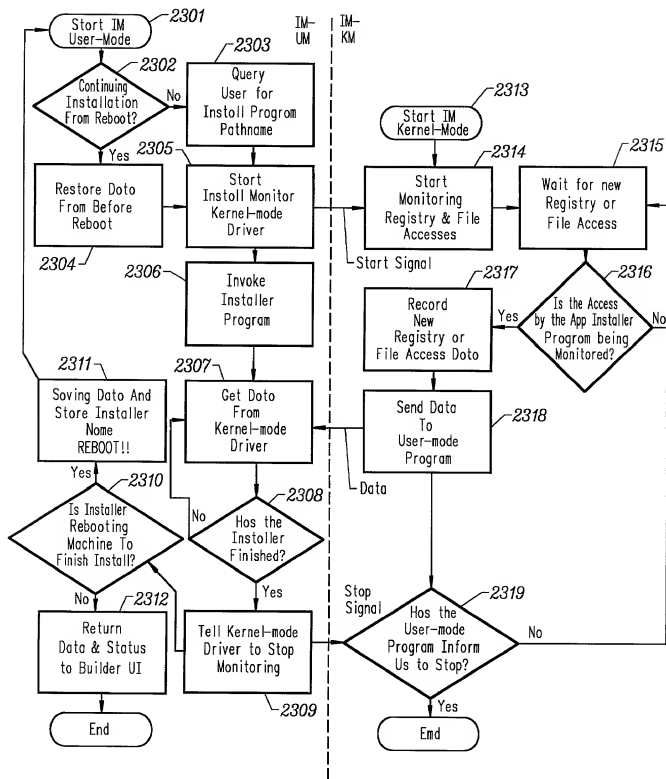 Start IM
User-Mode
2301
IM-
UM
IM-
KM
2302
Continuing
Installation
From Reboot?
No
Yes
2303
Query
User for
Install Program
Pathname
2304
Restore Data
From Before
Reboot
2305
Start
Install Monitor
Kernel-mode
Driver
Start Signal
2306
Invoke
Installer
Program
2307
Get Data
From
Kernel-mode
Driver
2308
Has the
Installer
Finished?
No
Yes
2309
Tell Kernel-mode
Driver to Stop
Monitoring
2310
Is Installer
Rebooting
Machine To
Finish Install?
Yes
No
2311
Soving Dato And
Store Installer
Nome
REBOOT!!
2312
Return
Data & Status
to Builder UI
End
2313
Start IM
Kernel-Mode
2314
Start
Monitoring
Registry & File
Accesses
2315
Wait for new
Registry or
File Access
2316
Is the Access
by the App Installer
Program being
Monitored?
Yes
No
2317
Record
New
Registry or
File Access Doto
2318
Send Data
To
User-mode
Program
Data
Stop
Signal
2319
Hos the
User-mode
Program Inform
Us to Stop?
No
Yes
Emd